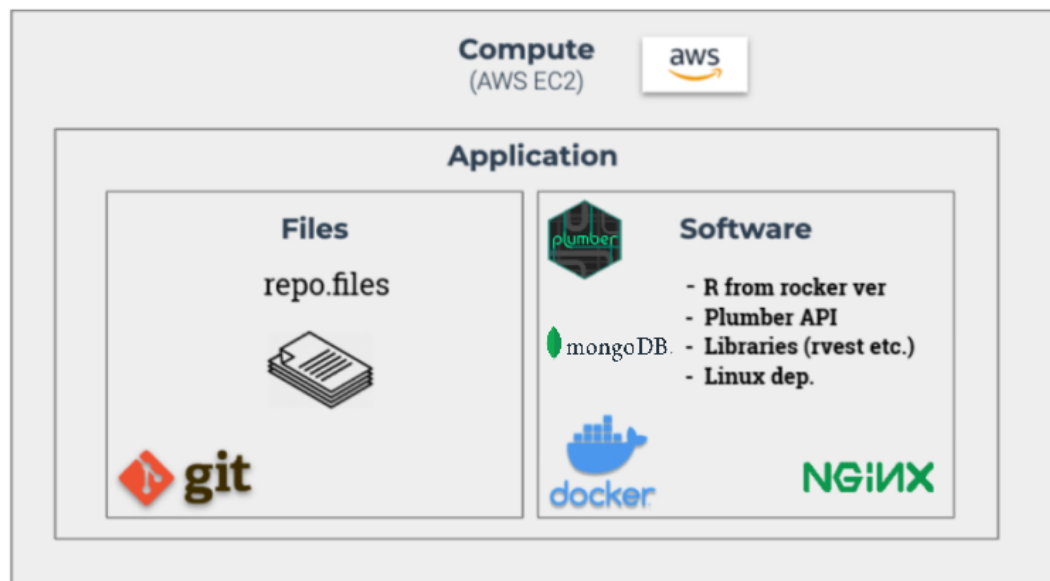 Compute
(AWS EC2)
aws
Application
Files
repo.files
git
plumber
Software
- R from rocker ver
- Plumber API
- Libraries (rvest etc.)
- Linux dep.
mongoDB.
docker
NGiNX